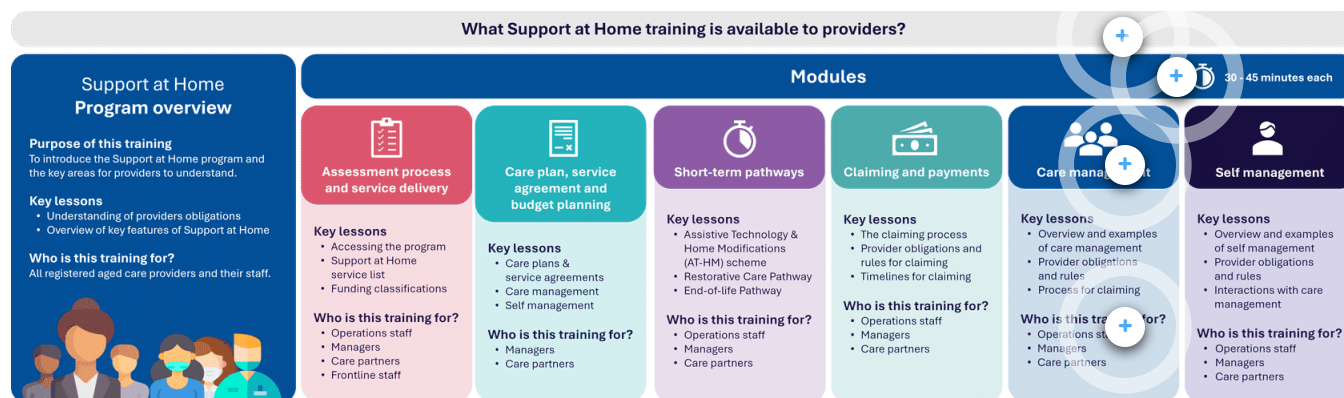 What Support at Home training is available to providers?
Support at Home
Program overview
Purpose of this training
To introduce the Support at Home program and
the key areas for providers to understand.
Key lessons
• Understanding of providers obligations
• Overview of key features of Support at Home
Who is this training for?
All registered aged care providers and their staff.
Modules
30 - 45 minutes each
Assessment process
and service delivery
Key lessons
• Accessing the program
• Support at Home
service list
• Funding classifications
Who is this training for?
• Operations staff
• Managers
• Care partners
• Frontline staff
Care plan, service
agreement and
budget planning
Key lessons
• Care plans &
service agreements
• Care management
• Self management
Who is this training for?
• Managers
• Care partners
Short-term pathways
Key lessons
• Assistive Technology &
Home Modifications
(AT-HM) scheme
• Restorative Care Pathway
• End-of-life Pathway
Who is this training for?
• Operations staff
• Managers
• Care partners
Claiming and payments
Key lessons
• The claiming process
• Provider obligations and
rules for claiming
• Timelines for claiming
Who is this training for?
• Operations staff
• Managers
• Care partners
Care
Key lessons
• Overview and examples
of care management
• Provider obligations
and rules
• Process for claiming
Who is this for?
• Operations
• Managers
• Care partners
Self management
Key lessons
• Overview and examples
of self management
• Provider obligations
and rules
• Interactions with care
management
Who is this training for?
• Operations staff
• Managers
• Care partners